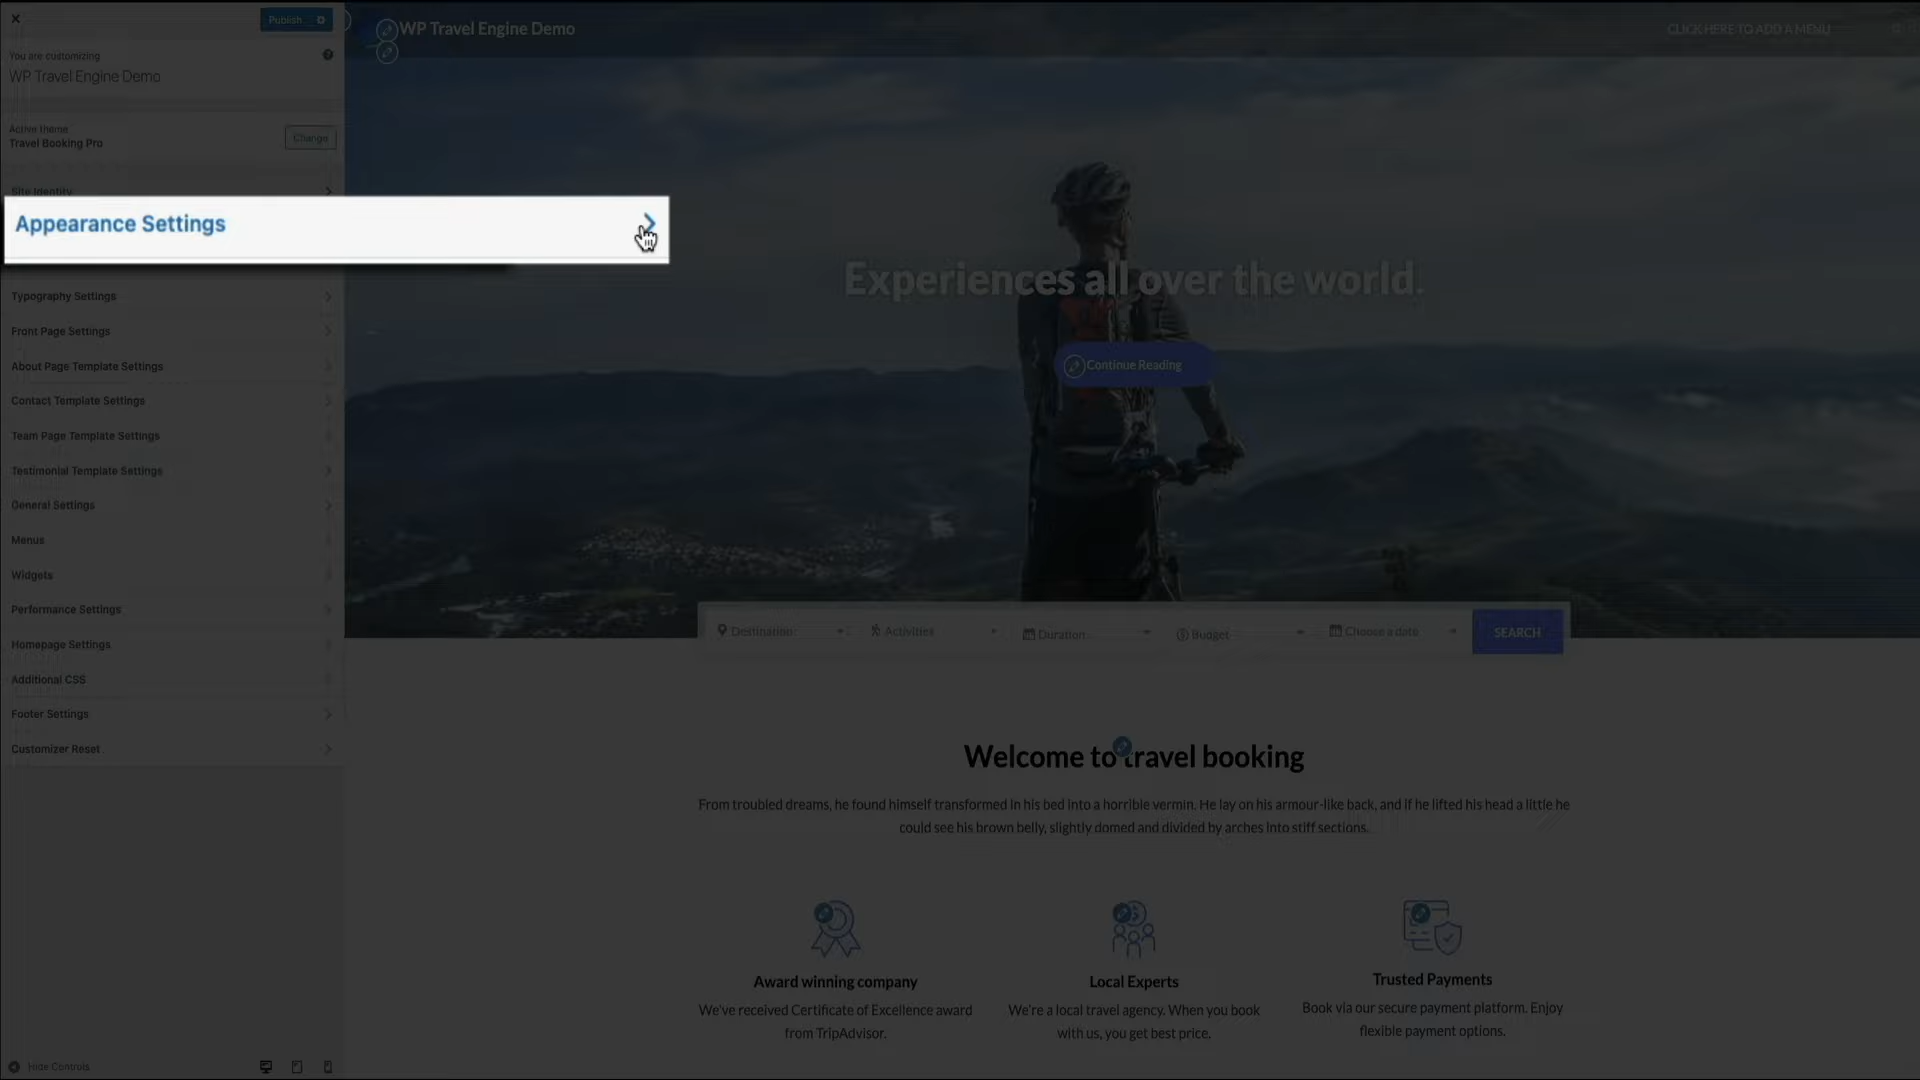 Publish
You are customizing
WP Travel Engine Demo
Active theme
Travel Booking Pro
Change
Site Identity
Appearance Settings
Typography Settings
Front Page Settings
About Page Template Settings
Contact Template Settings
Team Page Template Settings
Testimonial Template Settings
General Settings
Menus
Widgets
Performance Settings
Homepage Settings
Additional CSS
Footer Settings
Customizer Reset
Hide Controls
WP Travel Engine Demo
CLICK HERE TO ADD A MENU
Experiences all over the world.
Continue Reading
Destination
Activities
Duration
Budget
Choose a date
SEARCH
Welcome to travel booking
From troubled dreams, he found himself transformed in his bed into a horrible vermin. He lay on his armour-like back, and if he lifted his head a little he
could see his brown belly, slightly domed and divided by arches into stiff sections.
Award winning company
We've received Certificate of Excellence award
from TripAdvisor.
Local Experts
We're a local travel agency. When you book
with us, you get best price.
Trusted Payments
Book via our secure payment platform. Enjoy
flexible payment options.